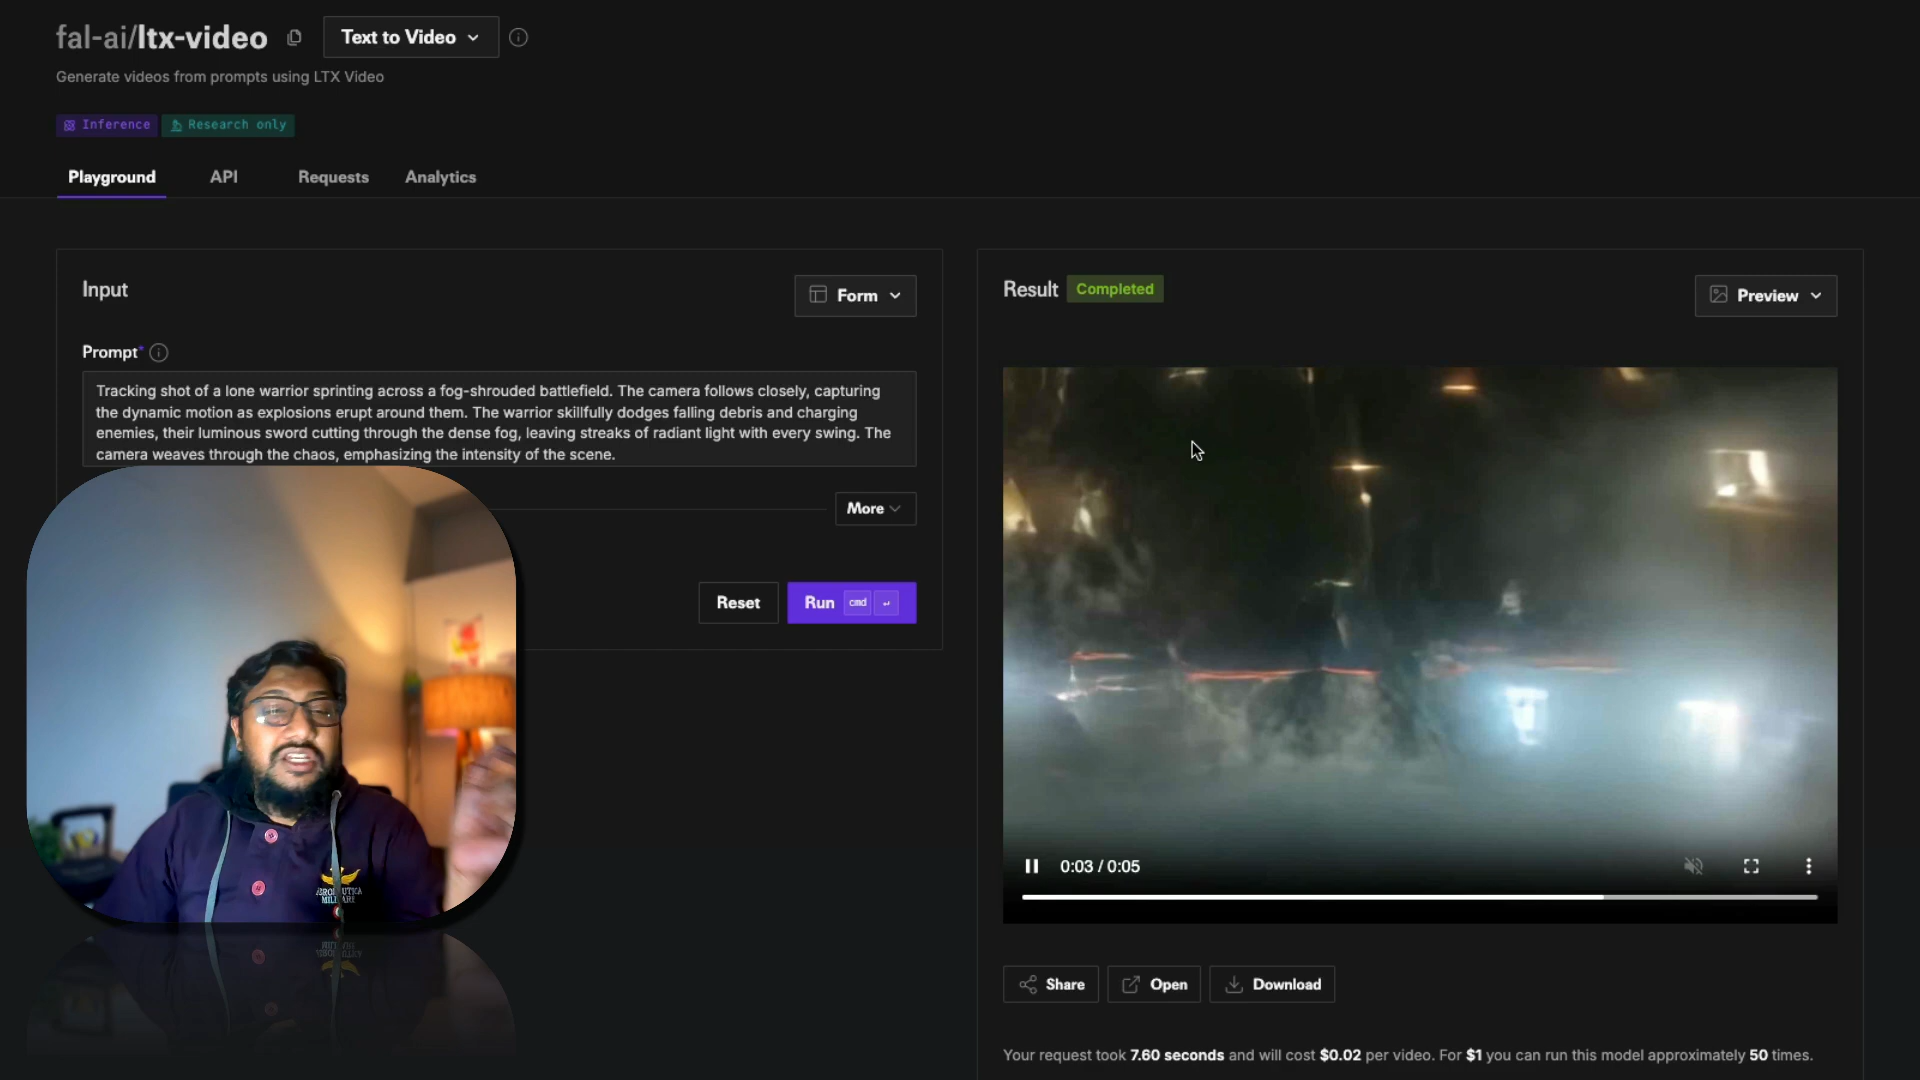 fal-ai/ltx-video
Text to Video
Generate videos from prompts using LTX Video
Inference
Research only
Playground
API
Requests
Analytics
Input
Form
Prompt*
Tracking shot of a lone warrior sprinting across a fog-shrouded battlefield. The camera follows closely, capturing
the dynamic motion as explosions erupt around them. The warrior skillfully dodges falling debris and charging
enemies, their luminous sword cutting through the dense fog, leaving streaks of radiant light with every swing. The
camera weaves through the chaos, emphasizing the intensity of the scene.
More
Reset
Run cmd ↵
AERONAUTICA
MILITARE
Result
Completed
Preview
0:03 / 0:05
Share
Open
Download
Your request took 7.60 seconds and will cost $0.02 per video. For $1 you can run this model approximately 50 times.